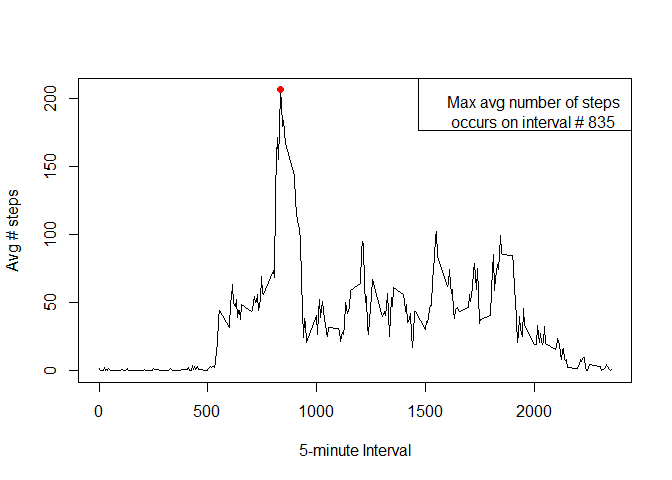 Max avg number of steps
occurs on interval # 835
Avg # steps
200
150
100
50
0
0 500 1000 1500 2000
5-minute Interval